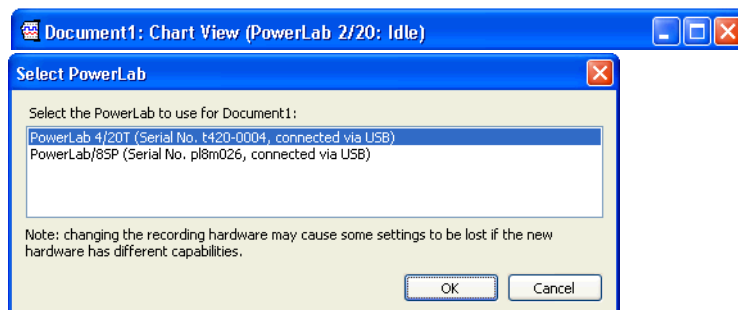 Document1: Chart View (PowerLab 2/20: Idle)
Select PowerLab
Select the PowerLab to use for Document1:
PowerLab 4/20T (Serial No. t420-0004, connected via USB)
PowerLab/8SP (Serial No. pl8m026, connected via USB)
Note: changing the recording hardware may cause some settings to be lost if the new
hardware has different capabilities.
OK Cancel